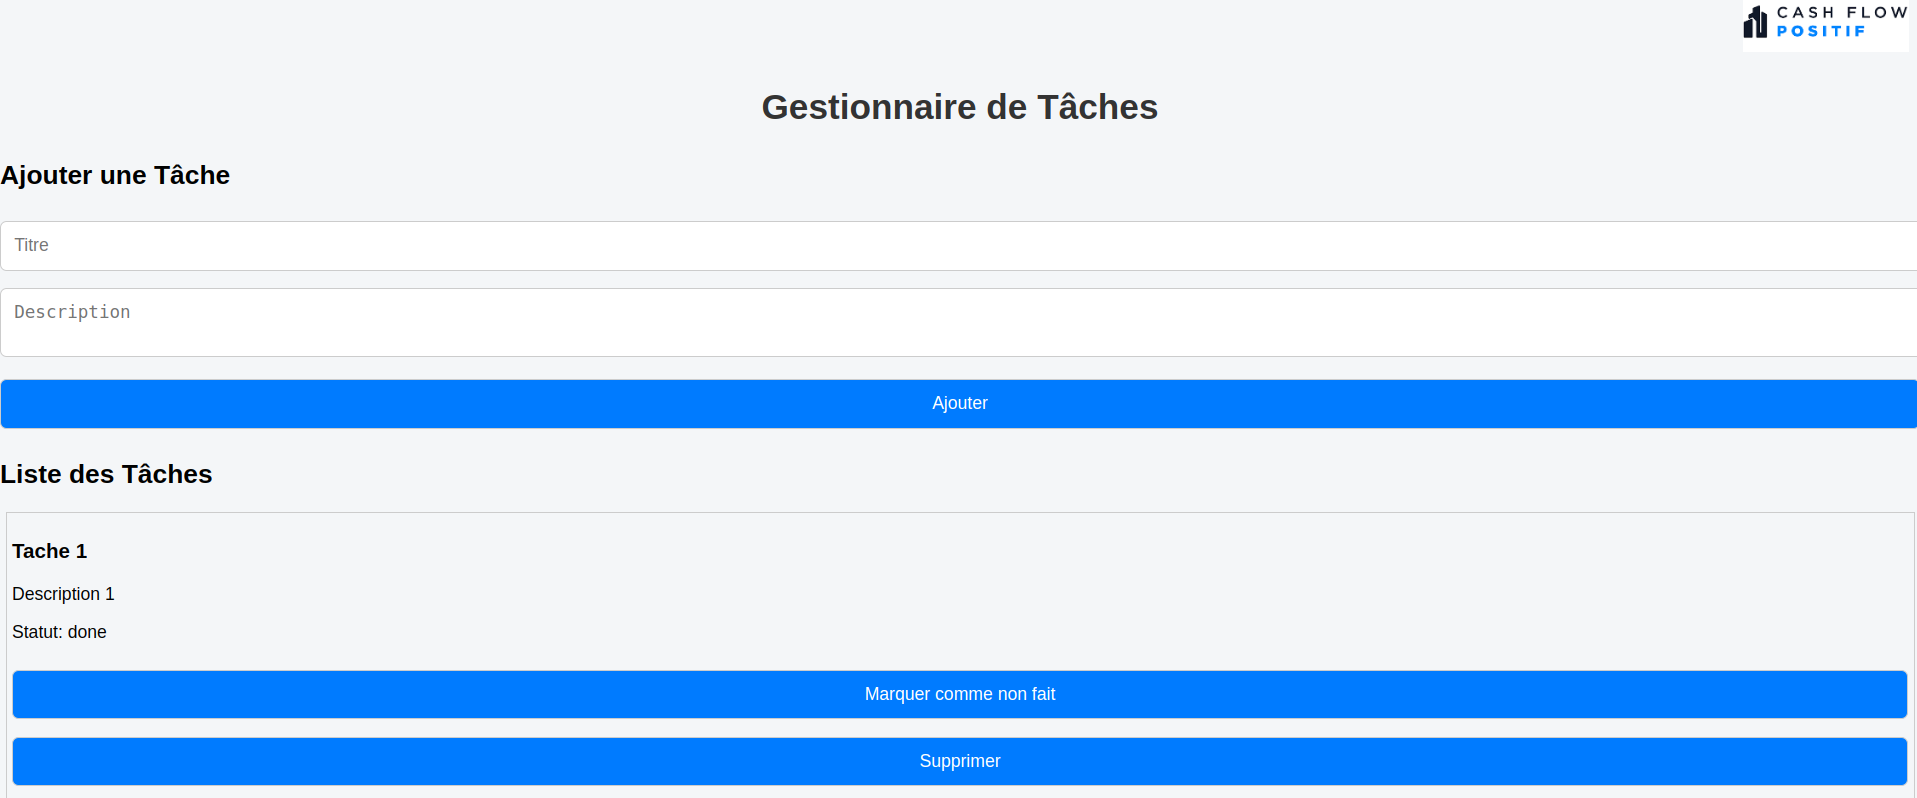 CASH FLOW
POSITIF
Gestionnaire de Tâches
Ajouter une Tâche
Titre
Description
Ajouter
Liste des Tâches
Tache 1
Description 1
Statut: done
Marquer comme non fait
Supprimer